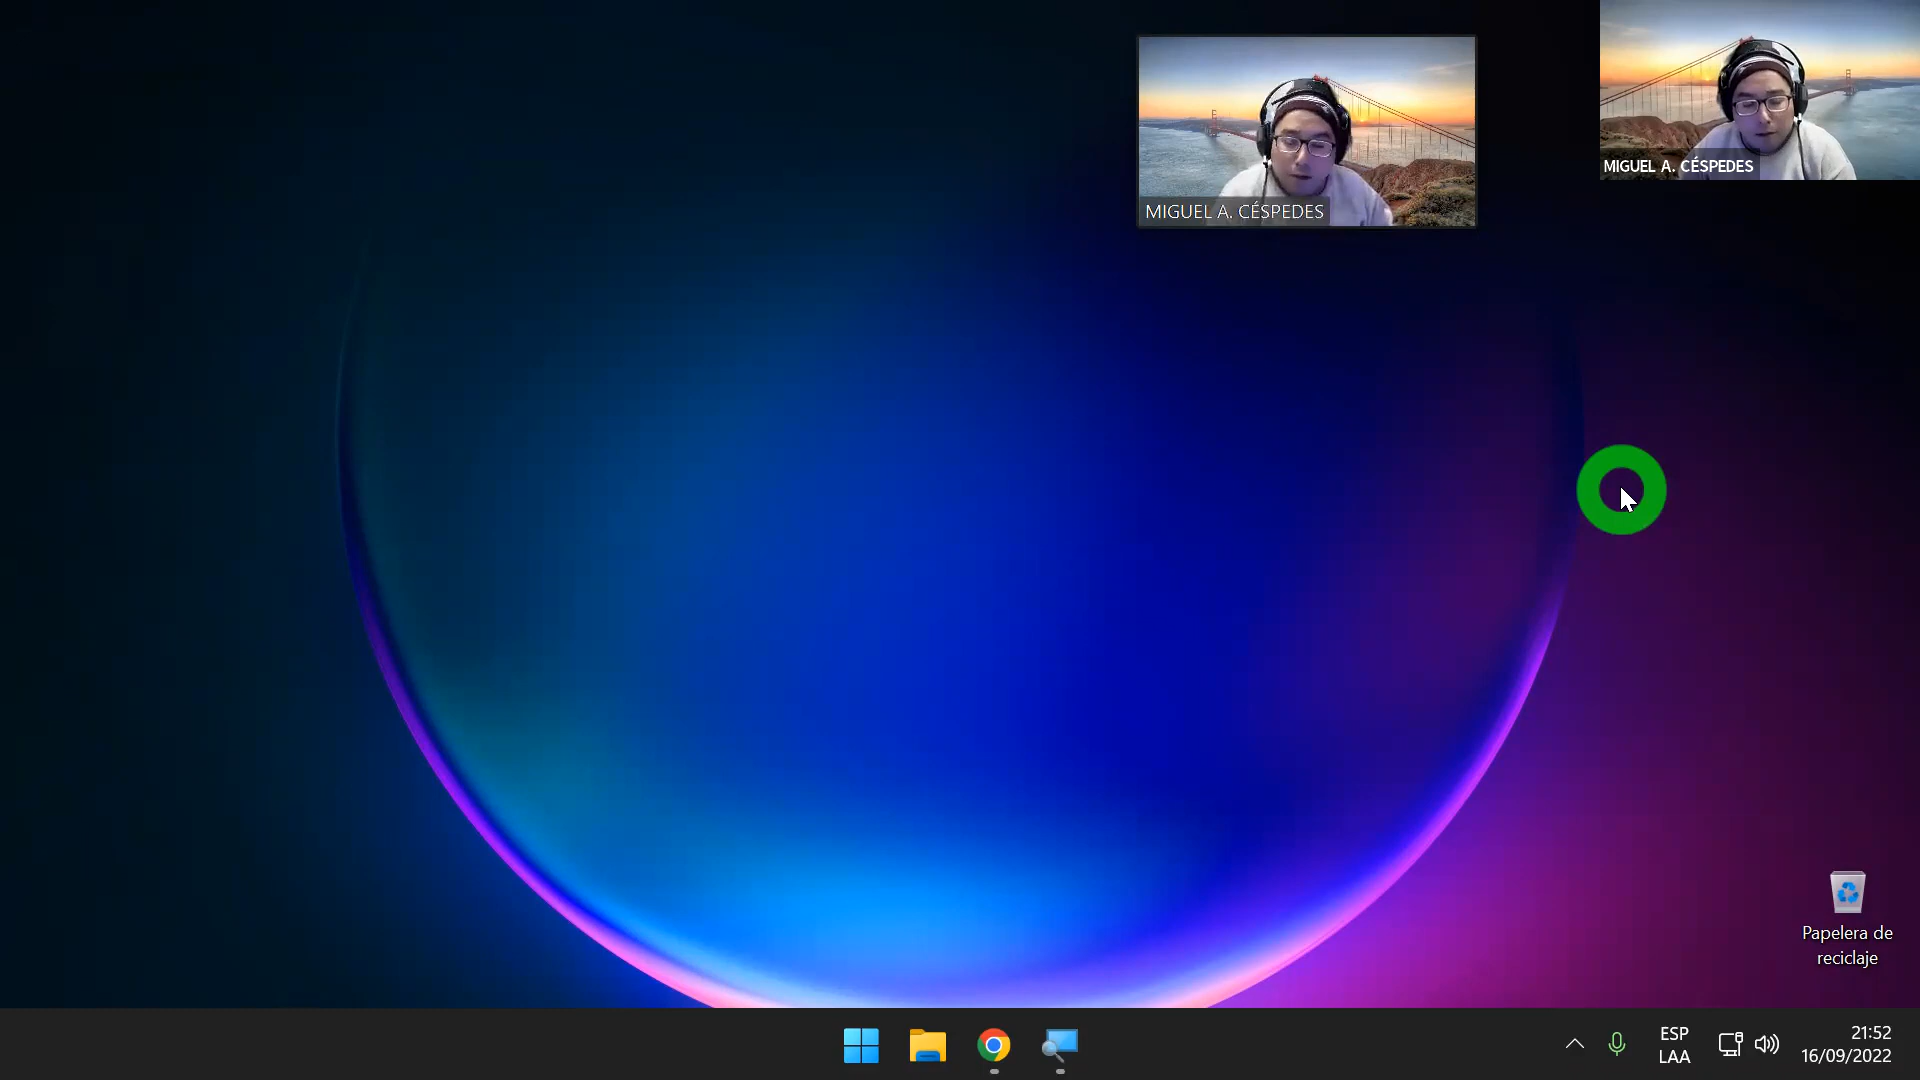 MIGUEL A. CÉSPEDES
MIGUEL A. CÉSPEDES
Papelera de
reciclaje
ESP
LAA
21:52
16/09/2022